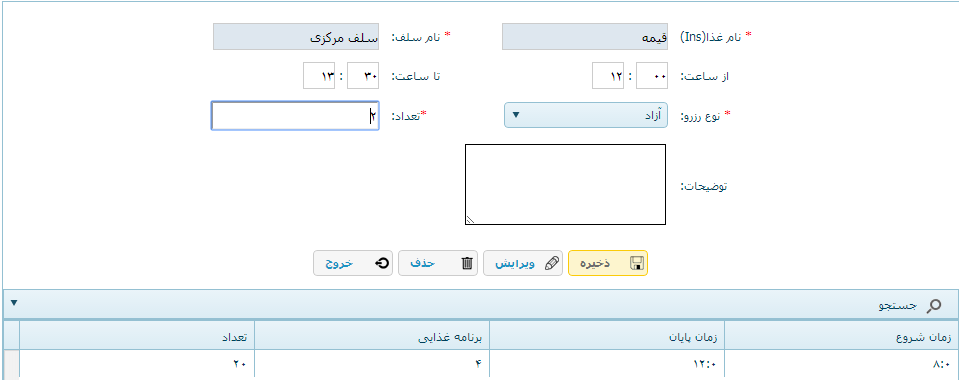 * نام غذا(Ins) قیمه * نام سلف: سلف مرکزی
از ساعت: ۰۰ : ۱۲ تا ساعت: ۳۰ : ۱۳
* نوع رزرو: آزاد *تعداد: ۲
توضیحات:
ذخیره ویرایش حذف خروج
جستجو
زمان شروع زمان پایان برنامه غذایی تعداد
۸:۰ ۱۲:۰ ۴ ۲۰